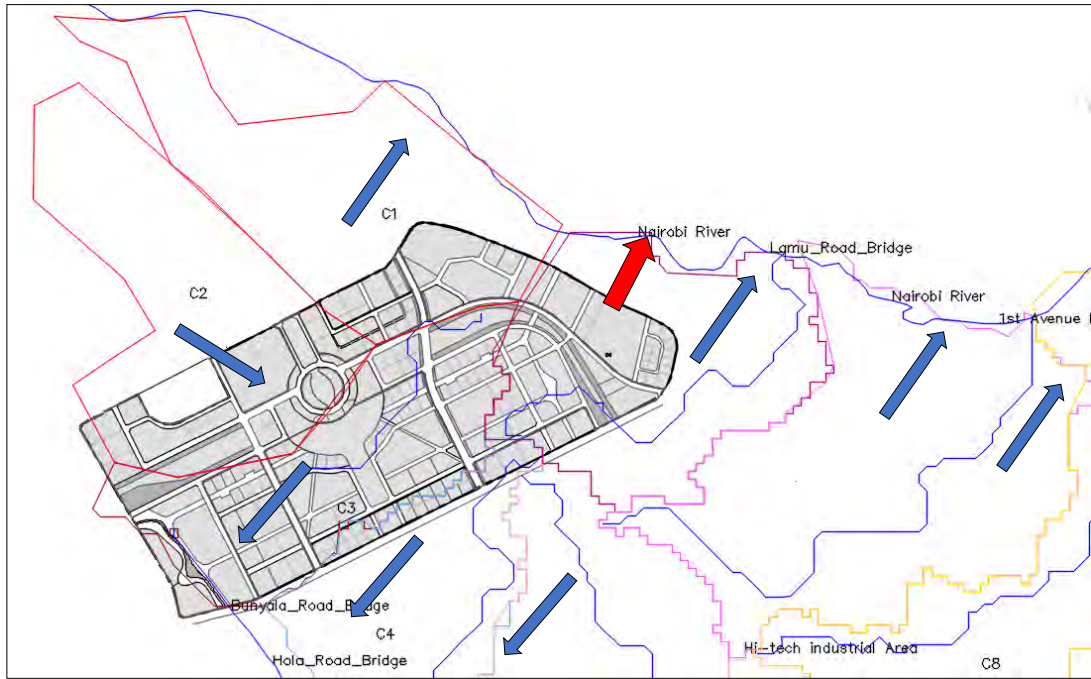 C1
Nairobi River
Lamu_Road_Bridge
C2
Nairobi River
1st Avenue
C3
Bunyala_Road_Bridge
C4
Hola_Road_Bridge
Hi-tech industrial Area
C8